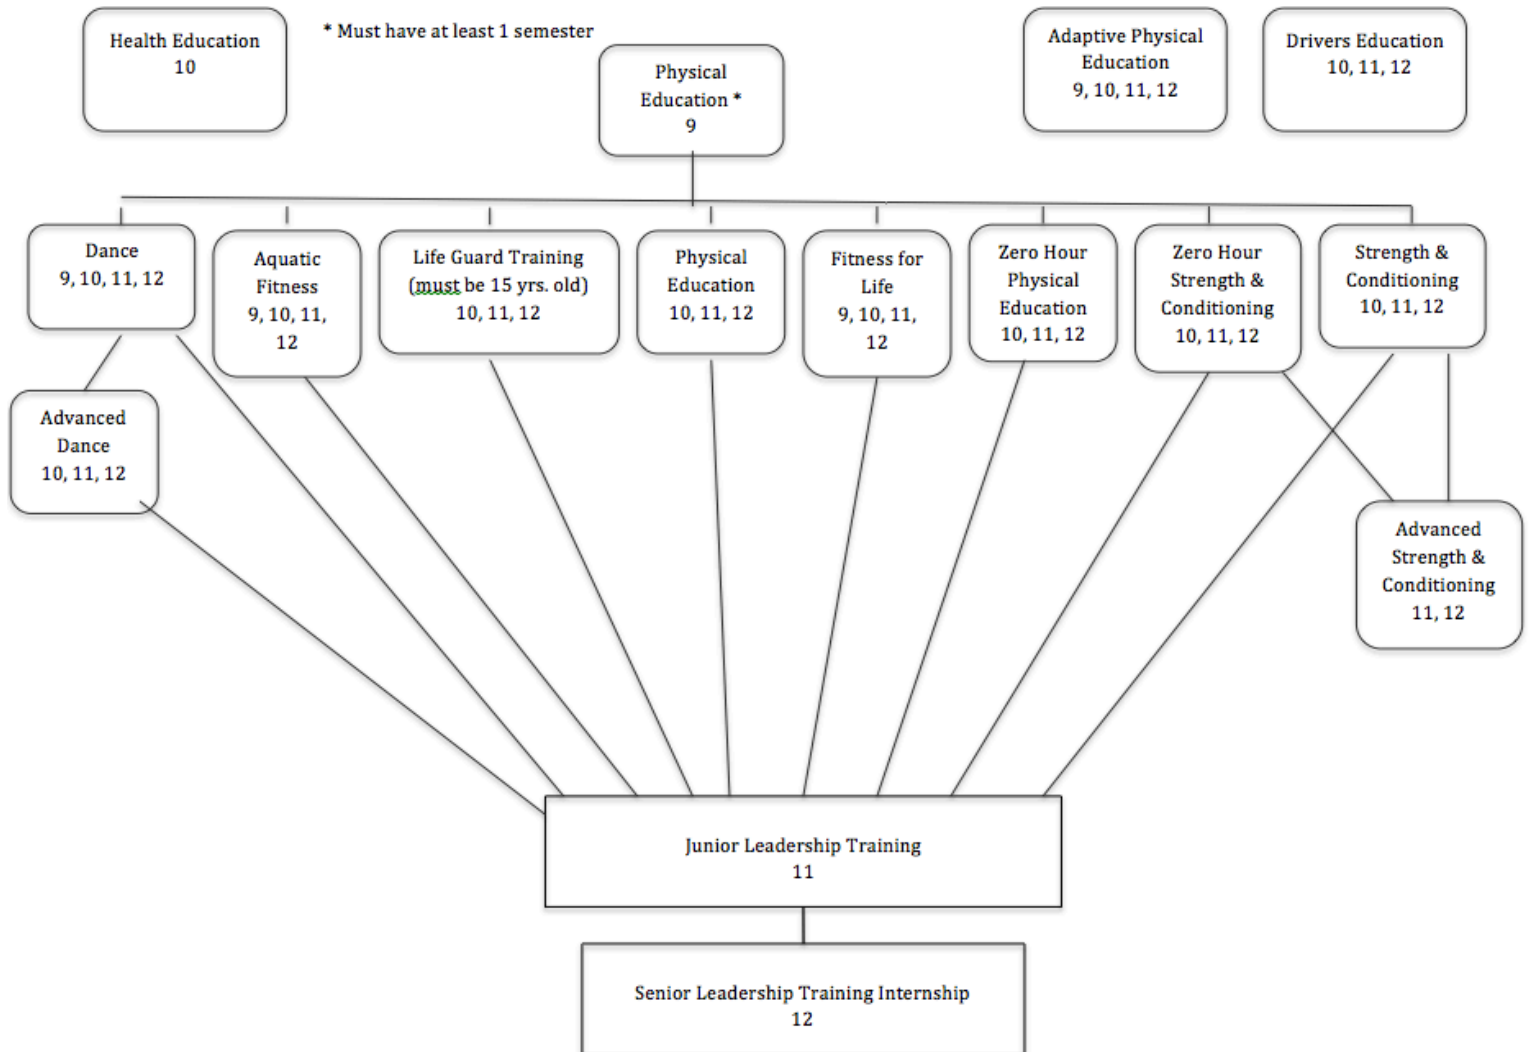 Health Education
10
* Must have at least 1 semester
Physical
Education *
9
Adaptive Physical
Education
9, 10, 11, 12
Drivers Education
10, 11, 12
Dance
9, 10, 11, 12
Aquatic
Fitness
9, 10, 11,
12
Life Guard Training
(must be 15 yrs. old)
10, 11, 12
Physical
Education
10, 11, 12
Fitness for
Life
9, 10, 11,
12
Zero Hour
Physical
Education
10, 11, 12
Zero Hour
Strength &
Conditioning
10, 11, 12
Strength &
Conditioning
10, 11, 12
Advanced
Dance
10, 11, 12
Advanced
Strength &
Conditioning
11, 12
Junior Leadership Training
11
Senior Leadership Training Internship
12